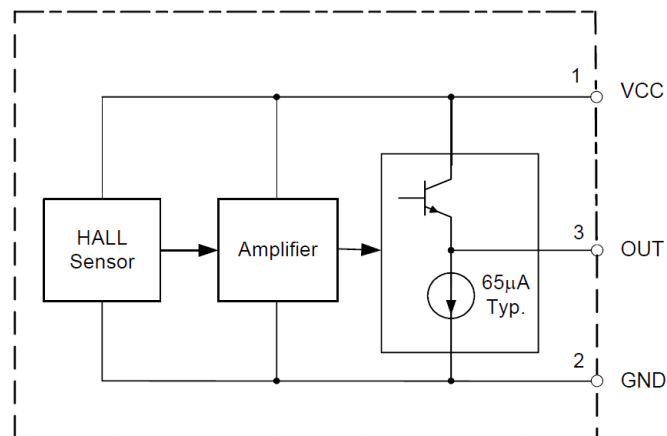 1
VCC
HALL
Sensor
Amplifier
3
OUT
65μA
Typ.
2
GND